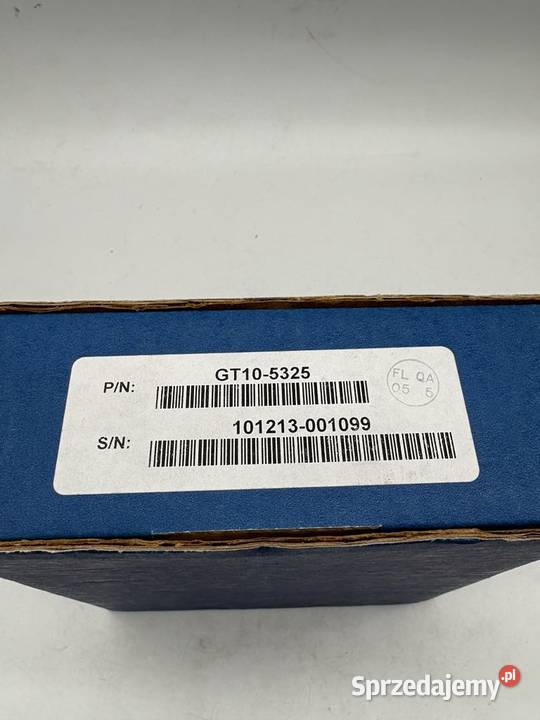 P/N: GT10-5325
S/N: 101213-001099
FL QA
05 5
Sprzedajemy.pl